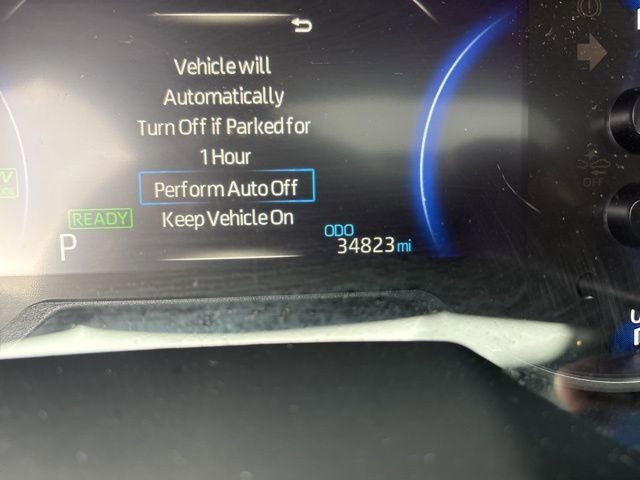 Vehicle will
Automatically
Turn Off if Parked for
1 Hour
Perform Auto Off
READY
Keep Vehicle On
P
ODO
34823 mi
OFF